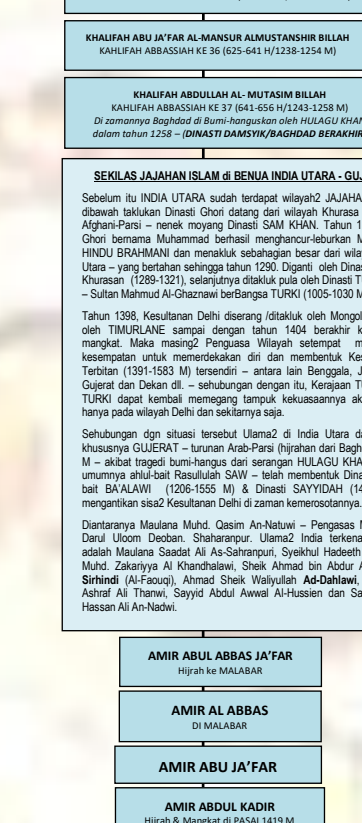 KHALIFAH ABU JA'FAR AL-MANSUR ALMUSTANSHIR BILLAH
KAHLIFAH ABBASSIAH KE 36 (625-641 H/1238-1254 M)
KHALIFAH ABDULLAH AL- MUTASIM BILLAH
KAHLIFAH ABBASSIAH KE 37 (641-656 H/1243-1258 M)
Di zamannya Baghdad di Bumi-hanguskan oleh HULAGU KHAN
dalam tahun 1258 – (DINASTI DAMSYIK/BAGHDAD BERAKHIR
SEKILAS JAJAHAN ISLAM di BENUA INDIA UTARA - GUJ
Sebelum itu INDIA UTARA sudah terdapat wilayah2 JAJAHA
dibawah taklukan Dinasti Ghori datang dari wilayah Khurasa
Afghani-Parsi – nenek moyang Dinasti SAM KHAN. Tahun 1
Ghori bernama Muhammad berhasil menghancur-leburkan M
HINDU BRAHMANI dan menakluk sebahagian besar dari wila
Utara – yang bertahan sehingga tahun 1290. Diganti oleh Dinas
Khurasan (1289-1321), selanjutnya ditakluk pula oleh Dinasti T
– Sultan Mahmud Al-Ghaznawi berBangsa TURKI (1005-1030 M
Tahun 1398, Kesultanan Delhi diserang /ditakluk oleh Mongol
oleh TIMURLANE sampai dengan tahun 1404 berakhir k
mangkat. Maka masing2 Penguasa Wilayah setempat m
kesempatan untuk memerdekakan diri dan membentuk Kes
Terbitan (1391-1583 M) tersendiri – antara lain Benggala, J
Gujerat dan Dekan dll. – sehubungan dengan itu, Kerajaan TU
TURKI dapat kembali memegang tampuk kekuasaannya ak
hanya pada wilayah Delhi dan sekitarnya saja.
Sehubungan dgn situasi tersebut Ulama2 di India Utara da
khususnya GUJERAT – turunan Arab-Parsi (hijrahan dari Bagh
M – akibat tragedi bumi-hangus dari serangan HULAGU KHA
umumnya ahlul-bait Rasullulah SAW – telah membentuk Dina
bait BA'ALAWI (1206-1555 M) & Dinasti SAYYIDAH (14
mengantikan sisa2 Kesultanan Delhi di zaman kemerosotannya.
Diantaranya Maulana Muhd. Qasim An-Natuwi – Pengasas M
Darul Uloom Deoban. Shaharanpur. Ulama2 India terkena
adalah Maulana Saadat Ali As-Sahranpuri, Syeikhul Hadeeth
Muhd. Zakariyya Al Khandhalawi, Sheik Ahmad bin Abdur A
Sirhindi (Al-Faouqi), Ahmad Sheik Waliyullah Ad-Dahlawi,
Ashraf Ali Thanwi, Sayyid Abdul Awwal Al-Hussien dan Sa
Hassan Ali An-Nadwi.
AMIR ABUL ABBAS JA'FAR
Hijrah ke MALABAR
AMIR AL ABBAS
DI MALABAR
AMIR ABU JA'FAR
AMIR ABDUL KADIR
Hijrah & Mangkat di PASAI 1419 M